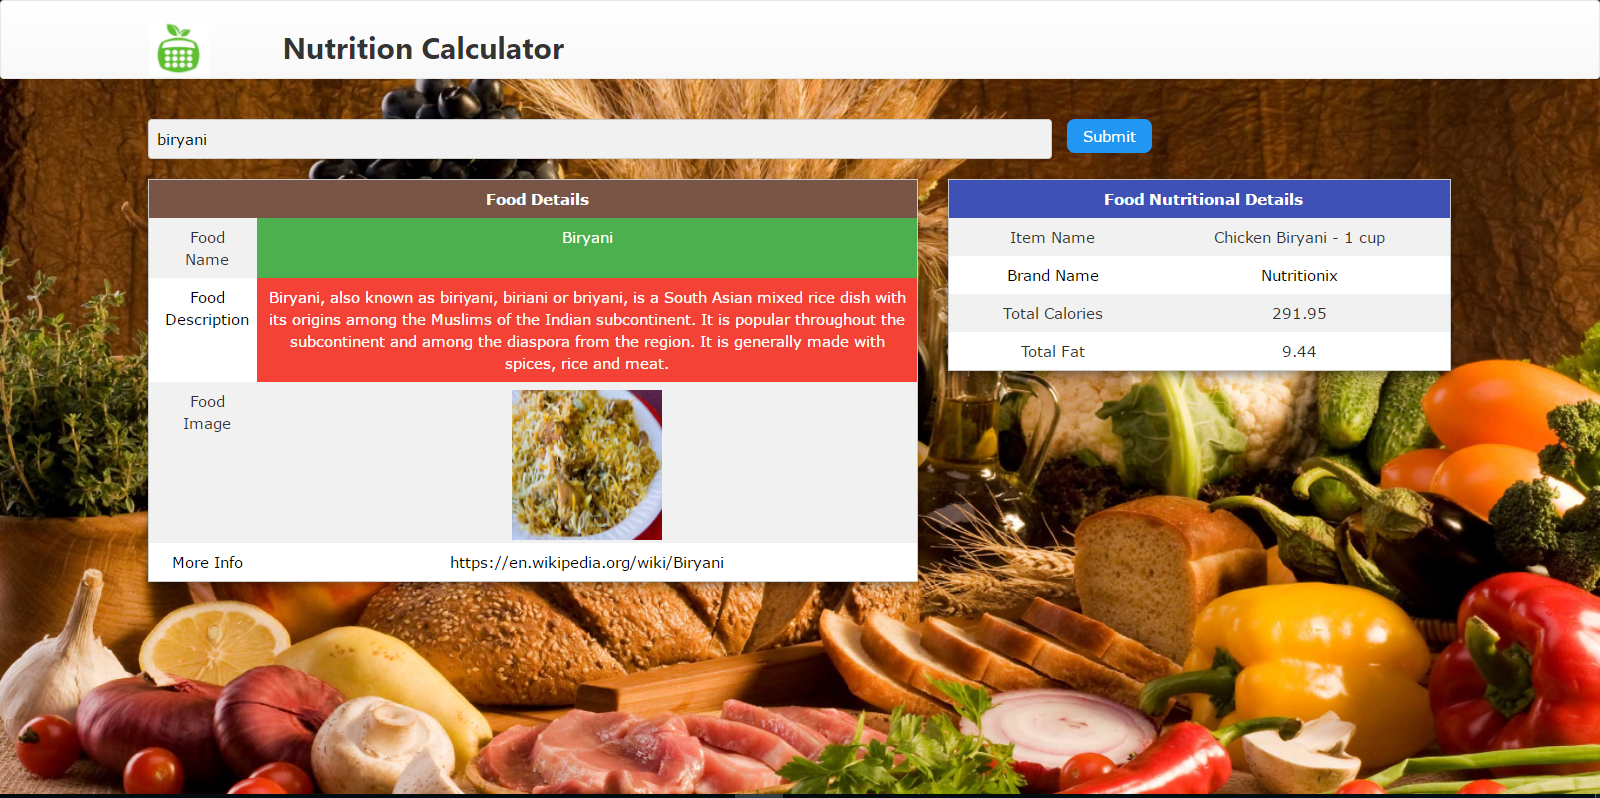 Nutrition Calculator
biryani
Submit
Food Details
Food
Name
Biryani
Food
Description
Biryani, also known as biriyani, biriani or briyani, is a South Asian mixed rice dish with
its origins among the Muslims of the Indian subcontinent. It is popular throughout the
subcontinent and among the diaspora from the region. It is generally made with
spices, rice and meat.
Food
Image
More Info
https://en.wikipedia.org/wiki/Biryani
Food Nutritional Details
Item Name
Chicken Biryani - 1 cup
Brand Name
Nutritionix
Total Calories
291.95
Total Fat
9.44